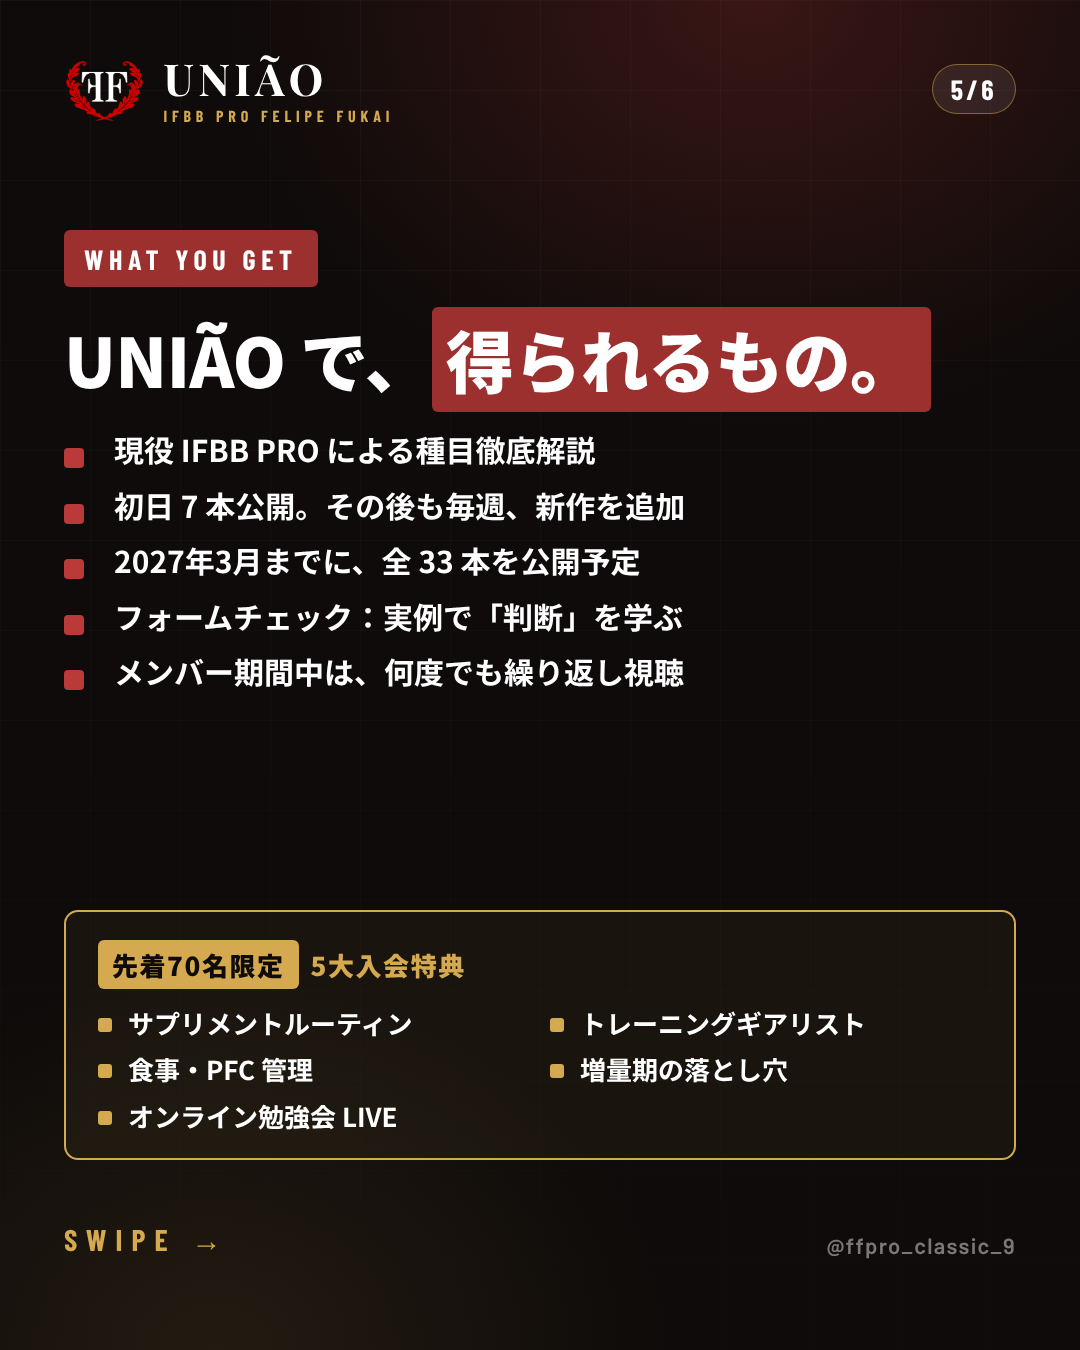 FF
UNIÃO
IFBB PRO FELIPE FUKAI
5/6
WHAT YOU GET
UNIÃO で、得られるもの。
現役 IFBB PRO による種目徹底解説
初日 7 本公開。その後も毎週、新作を追加
2027年3月までに、全 33 本を公開予定
フォームチェック：実例で「判断」を学ぶ
メンバー期間中は、何度でも繰り返し視聴
先着70名限定 5大入会特典
サプリメントルーティン
トレーニングギアリスト
食事・PFC 管理
増量期の落とし穴
オンライン勉強会 LIVE
SWIPE →
@ffpro_classic_9